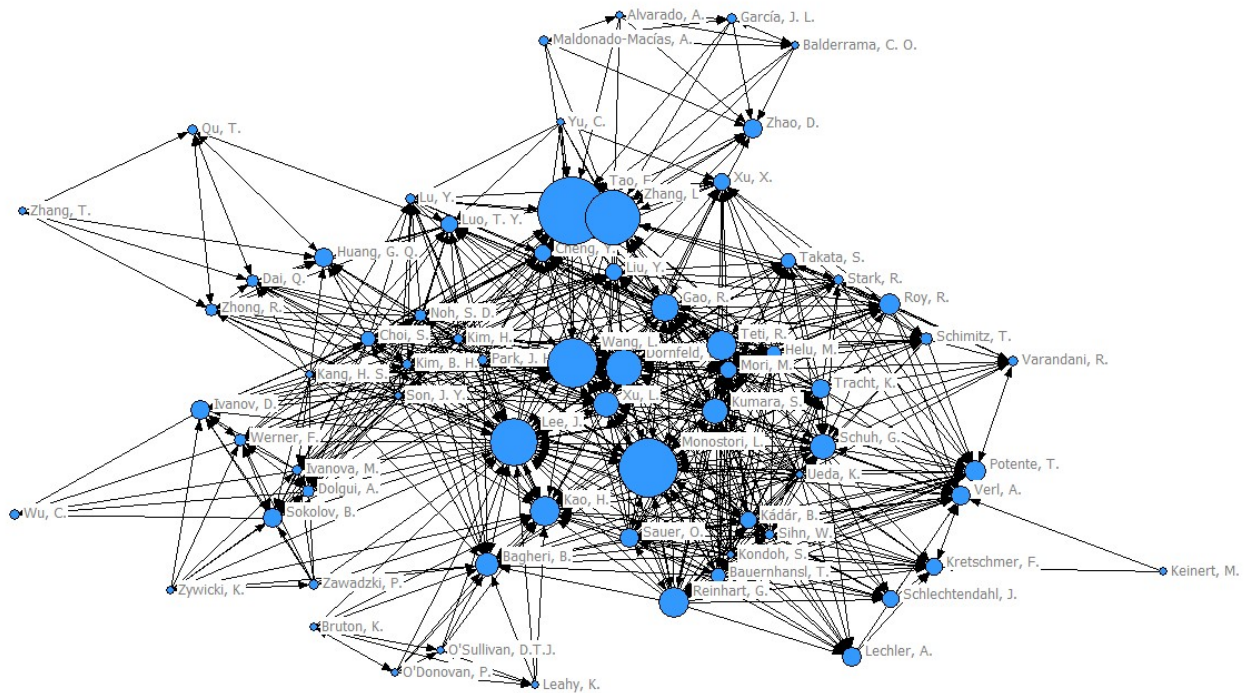 Alvarado, A.
García, J. L.
Maldonado-Macías, A.
Balderrama, C. O.
Yu, C.
Zhao, D.
Qu, T.
Tao, F.
Xu, X.
Zhang, L
Lu, Y.
Zhang, T.
Luo, T. Y.
Cheng, Y.
Huang, G. Q.
Takata, S.
Liu, Y.
Dai, Q.
Stark, R.
Gao, R.
Roy, R.
Zhong, R.
Noh, S. D.
Teti, R.
Choi, S.
Kim, H.
Schimitz, T.
Wang, L.
Dornfeld,
Helu, M.
Park, J. H
Varandani, R.
Kim, B. H.
Mori, M.
Kang, H. S.
Tracht, K.
Son, J. Y.
Xu, L.
Kumara, S.
Ivanov, D.
Lee, J.
Werner, F.
Monostori, L.
Schuh, G.
Ivanova, M.
Potente, T.
Ueda, K.
Dolgui, A.
Verl, A.
Kao, H.
Wu, C.
Sokolov, B.
Kádár, B.
Sauer, O.
Sihn, W.
Kondoh, S.
Bagheri, B.
Kretschmer, F.
Keinert, M.
Bauernhansl, T.
Zywicki, K.
Zawadzki, P.
Reinhart, G.
Schlechtendahl, J.
Bruton, K.
O'Sullivan, D.T.J.
Lechler, A.
O'Donovan, P.
Leahy, K.